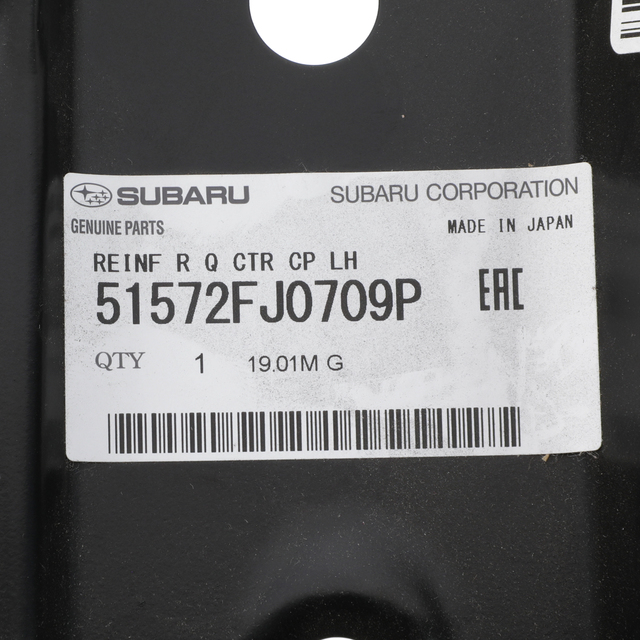 SUBARU SUBARU CORPORATION
GENUINE PARTS MADE IN JAPAN
REINF R Q CTR CP LH
51572FJ0709P EAC
QTY 1 19.01M G